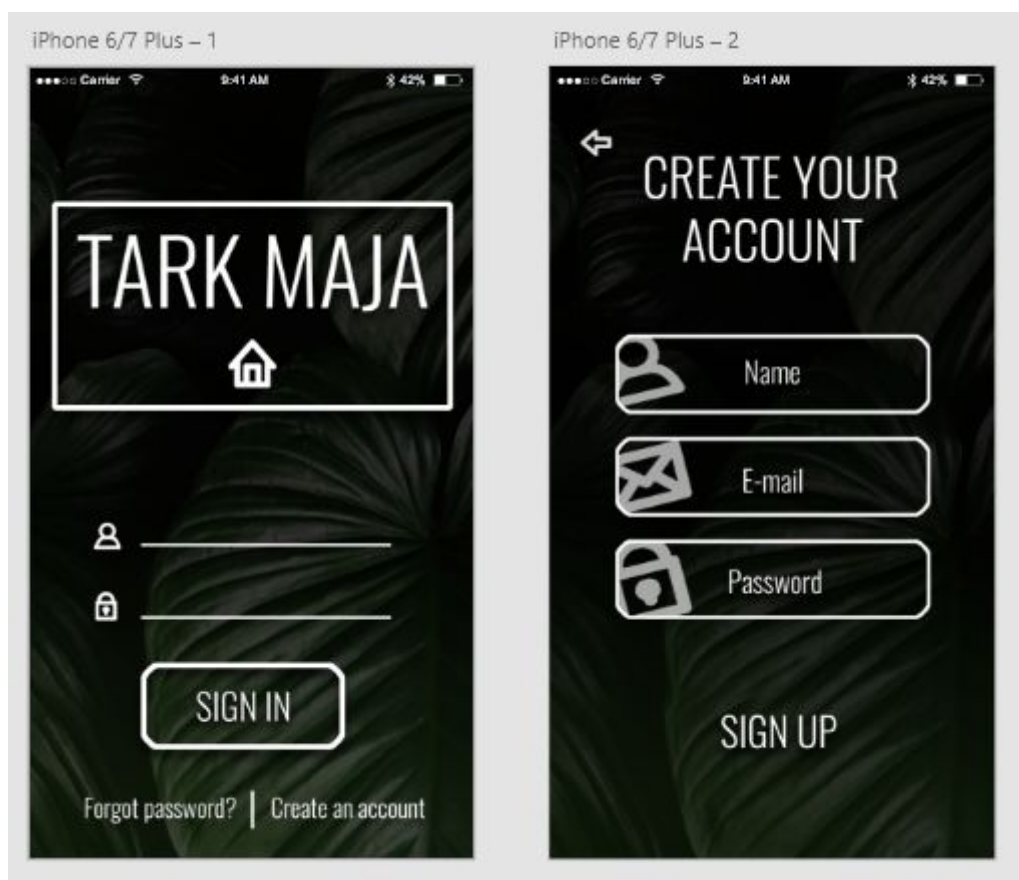 iPhone 6/7 Plus – 1
Carrier 9:41 AM 42%
TARK MAJA
SIGN IN
Forgot password? | Create an account
iPhone 6/7 Plus – 2
Carrier 9:41 AM 42%
CREATE YOUR
ACCOUNT
Name
E-mail
Password
SIGN UP